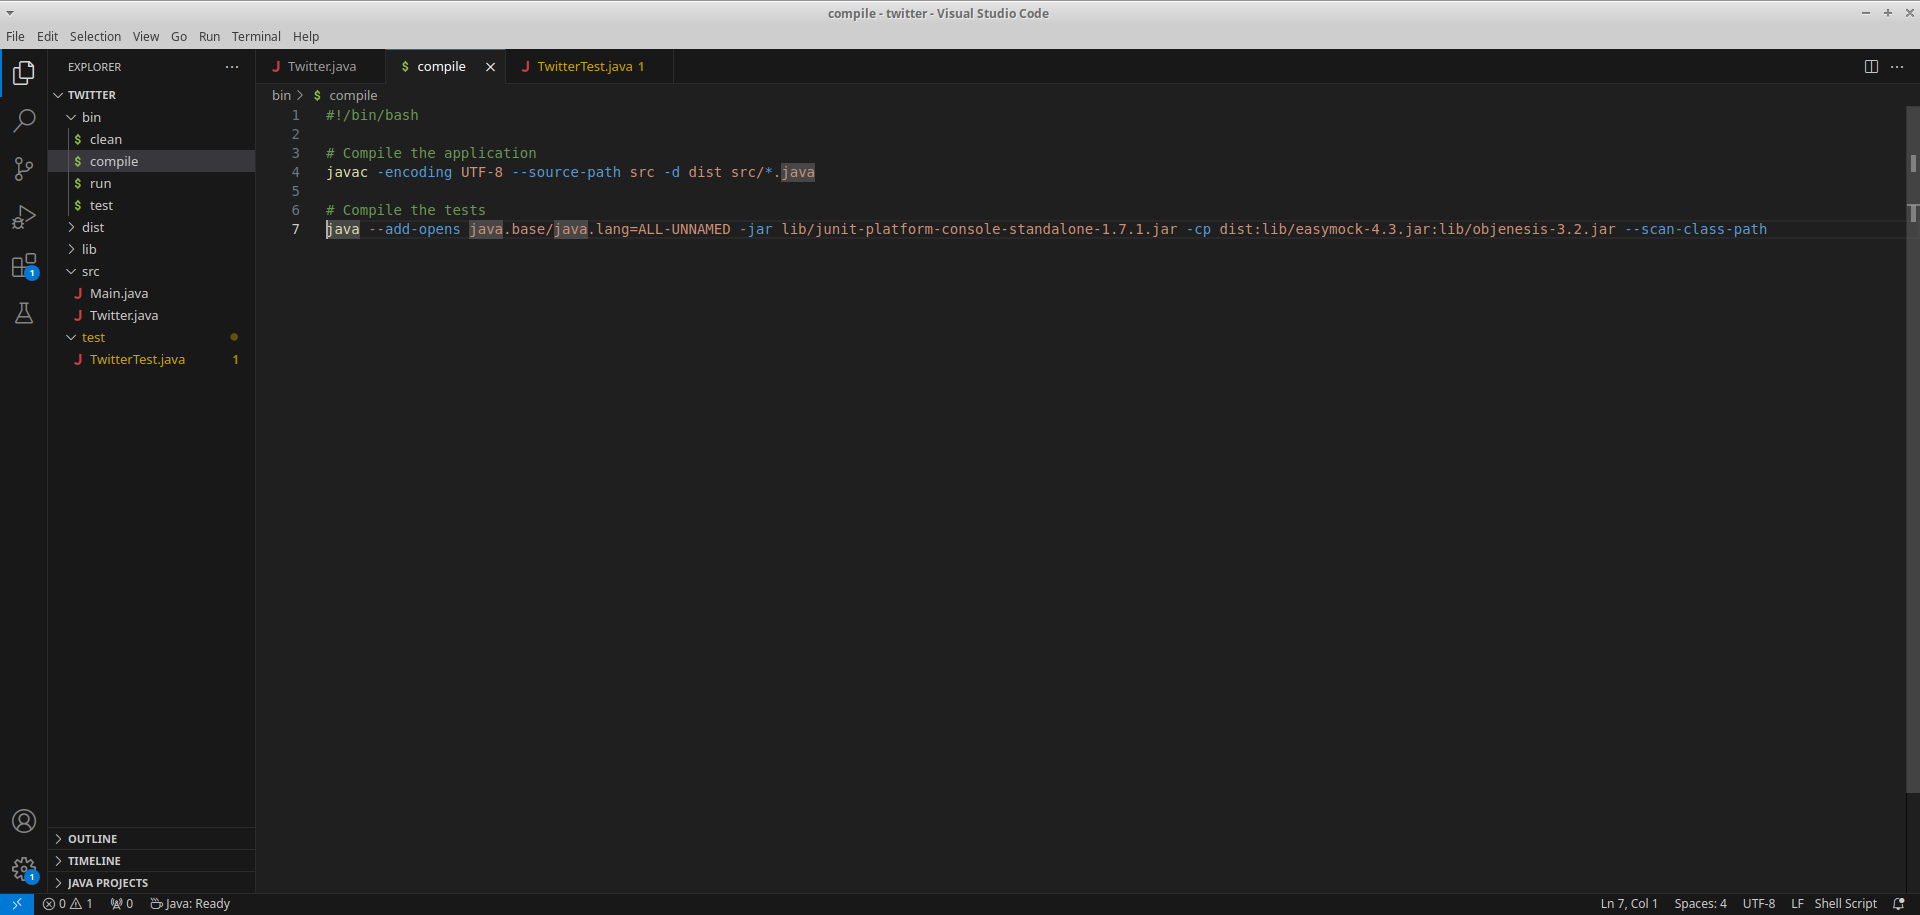 compile - twitter - Visual Studio Code
File Edit Selection View Go Run Terminal Help
EXPLORER
TWITTER
bin
$ clean
$ compile
$ run
$ test
dist
lib
src
J Main.java
J Twitter.java
test
J TwitterTest.java 1
OUTLINE
TIMELINE
JAVA PROJECTS
1
1
J Twitter.java $ compile J TwitterTest.java 1
bin > $ compile
1 #!/bin/bash
2
3 # Compile the application
4 javac -encoding UTF-8 --source-path src -d dist src/*.java
5
6 # Compile the tests
7 java --add-opens java.base/java.lang=ALL-UNNAMED -jar lib/junit-platform-console-standalone-1.7.1.jar -cp dist:lib/easymock-4.3.jar:lib/objenesis-3.2.jar --scan-class-path
0 1 0 Java: Ready Ln 7, Col 1 Spaces: 4 UTF-8 LF Shell Script